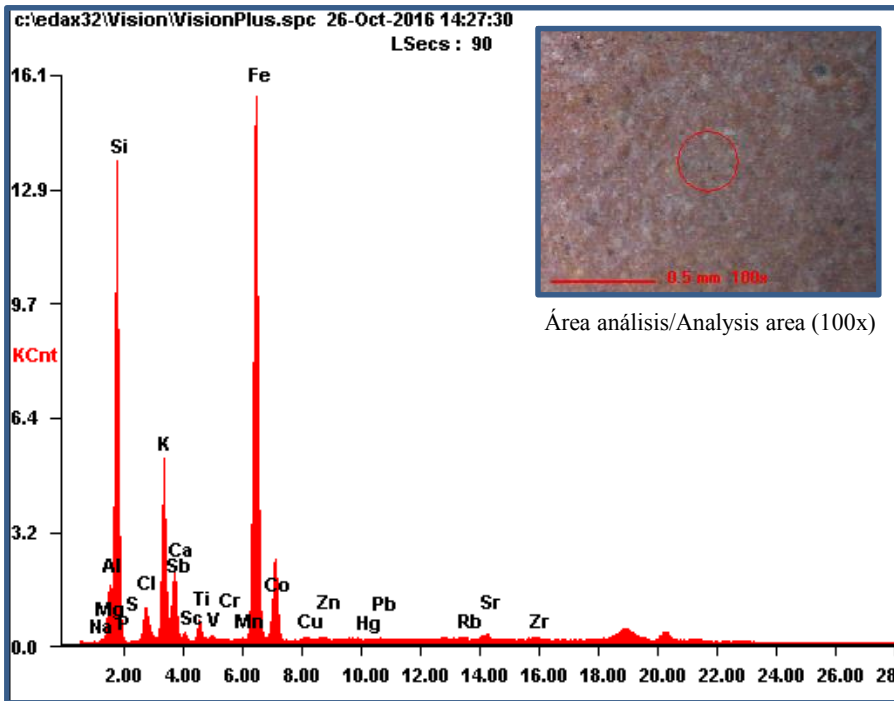 c:\edax32\Vision\VisionPlus.spc 26-Oct-2016 14:27:30
LSecs : 90
16.1
12.9
9.7
KCnt
6.4
3.2
0.0
Fe
Si
K
Ca
Sb
Al
Cl
Co
Mg
S
Na
P
Sc
Ti
V
Cr
Mn
Cu
Zn
Hg
Pb
Rb
Sr
Zr
2.00 4.00 6.00 8.00 10.00 12.00 14.00 16.00 18.00 20.00 22.00 24.00 26.00 28
0.5 mm 100x
Área análisis/Analysis area (100x)